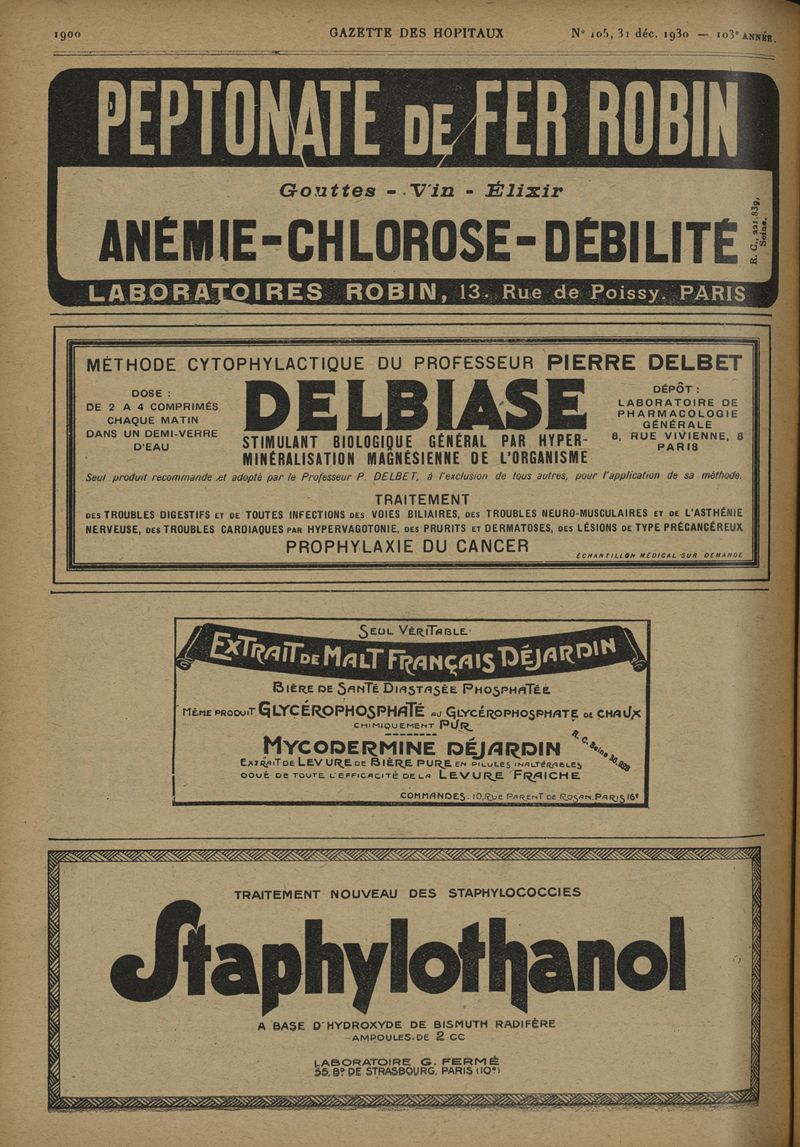 1900
GAZETTE DES HOPITAUX
N° 105, 31 déc. 1930 — 103e ANNÉE.
PEPTONATE DE FER ROBIN
Gouttes - Vin - Élixir
ANÉMIE-CHLOROSE-DÉBILITÉ
R. C., 221.839, Seine.
LABORATOIRES ROBIN, 13, Rue de Poissy, PARIS
MÉTHODE CYTOPHYLACTIQUE DU PROFESSEUR PIERRE DELBET
DOSE :
DE 2 A 4 COMPRIMÉS
CHAQUE MATIN
DANS UN DEMI-VERRE
D'EAU
DELBIASE
STIMULANT BIOLOGIQUE GÉNÉRAL PAR HYPER-
MINÉRALISATION MAGNÉSIENNE DE L'ORGANISME
DÉPÔT :
LABORATOIRE DE
PHARMACOLOGIE
GÉNÉRALE
8, RUE VIVIENNE, 8
PARIS
Seul produit recommande et adopté par le Professeur P. DELBET, à l'exclusion de tous autres, pour l'application de sa méthode.
TRAITEMENT
DES TROUBLES DIGESTIFS ET DE TOUTES INFECTIONS DES VOIES BILIAIRES, DES TROUBLES NEURO-MUSCULAIRES ET DE L'ASTHÉNIE
NERVEUSE, DES TROUBLES CARDIAQUES PAR HYPERVAGOTONIE, DES PRURITS ET DERMATOSES, DES LÉSIONS DE TYPE PRÉCANCÉREUX
PROPHYLAXIE DU CANCER
ÉCHANTILLON MÉDICAL SUR DEMANDE
SEUL VÉRITABLE
EXTRAIT DE MALT FRANÇAIS DÉJARDIN
BIÈRE DE SANTÉ DIASTASÉE PHOSPHATÉE
MÊME PRODUIT GLYCÉROPHOSPHATÉ AU GLYCÉROPHOSPHATE DE CHAUX
CHIMIQUEMENT PUR
MYCODERMINE DÉJARDIN
R. C. Seine 30.929
EXTRAIT DE LEVURE DE BIÈRE PURE EN PILULES INALTÉRABLES
DOUÉ DE TOUTE L'EFFICACITÉ DE LA LEVURE FRAICHE
COMMANDES : 10, RUE PARENT DE ROSAN, PARIS 16e
TRAITEMENT NOUVEAU DES STAPHYLOCOCCIES
Staphylothanol
A BASE D'HYDROXYDE DE BISMUTH RADIFÈRE
AMPOULES DE 2 CC
LABORATOIRE G. FERMÉ
55, Bd DE STRASBOURG, PARIS (10e)